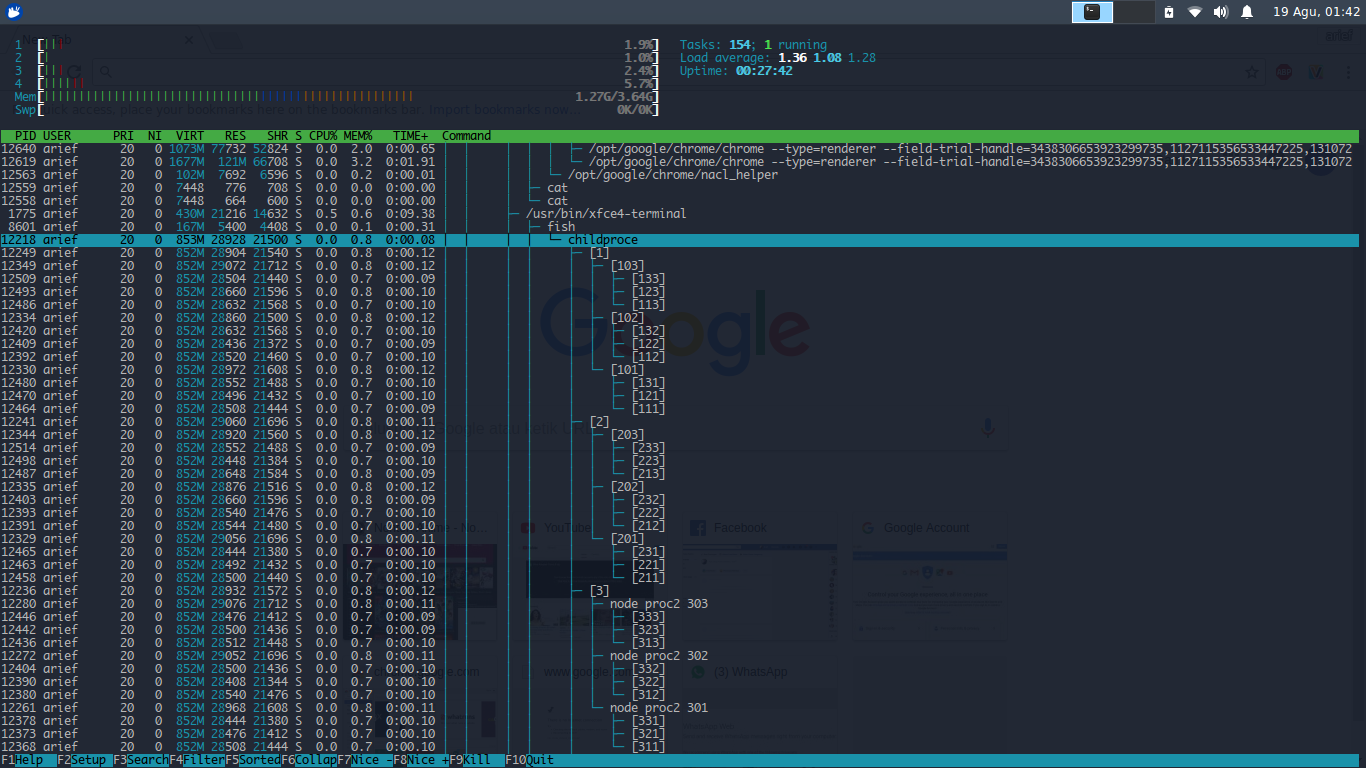 19 Agu, 01:42
1 [||| 1.9%] Tasks: 154; 1 running
2 [| 1.0%] Load average: 1.36 1.08 1.28
3 [||| 2.4%] Uptime: 00:27:42
4 [|||||| 5.7%]
Mem[ 1.27G/3.64G]
Swp[ 0K/0K]
place your bookmarks here on the bookmarks bar. Import bookmarks now...
PID USER PRI NI VIRT RES SHR S CPU% MEM% TIME+ Command
12640 arief 20 0 1073M 77732 52824 S 0.0 2.0 0:00.65 │ │ │ │ │ ├─ /opt/google/chrome/chrome --type=renderer --field-trial-handle=3438306653923299735,1127115356533447225,131072
12619 arief 20 0 1677M 121M 66708 S 0.0 3.2 0:01.91 │ │ │ │ │ └─ /opt/google/chrome/chrome --type=renderer --field-trial-handle=3438306653923299735,1127115356533447225,131072
12563 arief 20 0 102M 7692 6596 S 0.0 0.2 0:00.01 │ │ │ │ └─ /opt/google/chrome/nacl_helper
12559 arief 20 0 7448 776 708 S 0.0 0.0 0:00.00 │ │ │ ├─ cat
12558 arief 20 0 7448 664 600 S 0.0 0.0 0:00.00 │ │ │ └─ cat
1775 arief 20 0 430M 21216 14632 S 0.5 0.6 0:09.38 │ │ ├─ /usr/bin/xfce4-terminal
8601 arief 20 0 167M 5400 4408 S 0.0 0.1 0:00.31 │ │ │ ├─ fish
12218 arief 20 0 853M 28928 21500 S 0.0 0.8 0:00.08 │ │ │ │ └─ childproce
12249 arief 20 0 852M 28904 21540 S 0.0 0.8 0:00.12 ├─ [1]
12349 arief 20 0 852M 29072 21712 S 0.0 0.8 0:00.12 ├─ [103]
12509 arief 20 0 852M 28504 21440 S 0.0 0.7 0:00.09 ├─ [133]
12493 arief 20 0 852M 28660 21596 S 0.0 0.8 0:00.10 ├─ [123]
12486 arief 20 0 852M 28632 21568 S 0.0 0.8 0:00.10 └─ [113]
12334 arief 20 0 852M 28860 21500 S 0.0 0.8 0:00.12 ├─ [102]
12420 arief 20 0 852M 28632 21568 S 0.0 0.7 0:00.10 ├─ [132]
12409 arief 20 0 852M 28436 21372 S 0.0 0.7 0:00.09 ├─ [122]
12392 arief 20 0 852M 28520 21460 S 0.0 0.7 0:00.10 └─ [112]
12330 arief 20 0 852M 28972 21608 S 0.0 0.8 0:00.12 └─ [101]
12480 arief 20 0 852M 28552 21488 S 0.0 0.7 0:00.10 ├─ [131]
12470 arief 20 0 852M 28496 21432 S 0.0 0.7 0:00.10 ├─ [121]
12464 arief 20 0 852M 28508 21444 S 0.0 0.7 0:00.09 └─ [111]
12241 arief 20 0 852M 29060 21696 S 0.0 0.8 0:00.11 ├─ [2]
12344 arief 20 0 852M 28920 21560 S 0.0 0.8 0:00.12 ├─ [203]
12514 arief 20 0 852M 28552 21488 S 0.0 0.7 0:00.09 ├─ [233]
12498 arief 20 0 852M 28448 21384 S 0.0 0.7 0:00.10 ├─ [223]
12487 arief 20 0 852M 28648 21584 S 0.0 0.8 0:00.09 └─ [213]
12335 arief 20 0 852M 28876 21516 S 0.0 0.8 0:00.12 ├─ [202]
12403 arief 20 0 852M 28660 21596 S 0.0 0.8 0:00.09 ├─ [232]
12393 arief 20 0 852M 28540 21476 S 0.0 0.7 0:00.10 ├─ [222]
12391 arief 20 0 852M 28544 21480 S 0.0 0.7 0:00.10 └─ [212]
12329 arief 20 0 852M 29056 21696 S 0.0 0.8 0:00.11 └─ [201]
12465 arief 20 0 852M 28444 21380 S 0.0 0.7 0:00.10 ├─ [231]
12463 arief 20 0 852M 28492 21432 S 0.0 0.7 0:00.10 ├─ [221]
12458 arief 20 0 852M 28500 21440 S 0.0 0.7 0:00.10 └─ [211]
12236 arief 20 0 852M 28932 21572 S 0.0 0.8 0:00.12 ├─ [3]
12280 arief 20 0 852M 29076 21712 S 0.0 0.8 0:00.11 ├─ node proc2 303
12446 arief 20 0 852M 28476 21412 S 0.0 0.7 0:00.09 ├─ [333]
12442 arief 20 0 852M 28500 21436 S 0.0 0.7 0:00.09 ├─ [323]
12436 arief 20 0 852M 28512 21448 S 0.0 0.7 0:00.10 └─ [313]
12272 arief 20 0 852M 29052 21696 S 0.0 0.8 0:00.11 ├─ node proc2 302
12404 arief 20 0 852M 28500 21436 S 0.0 0.7 0:00.10 ├─ [332]
12390 arief 20 0 852M 28408 21344 S 0.0 0.7 0:00.10 ├─ [322]
12380 arief 20 0 852M 28540 21476 S 0.0 0.7 0:00.10 └─ [312]
12261 arief 20 0 852M 28968 21608 S 0.0 0.8 0:00.11 └─ node proc2 301
12378 arief 20 0 852M 28444 21380 S 0.0 0.7 0:00.10 ├─ [331]
12373 arief 20 0 852M 28476 21412 S 0.0 0.7 0:00.10 ├─ [321]
12368 arief 20 0 852M 28508 21444 S 0.0 0.7 0:00.10 └─ [311]
F1Help F2Setup F3SearchF4FilterF5SortedF6CollapF7Nice -F8Nice +F9Kill F10Quit
Google
YouTube
Facebook
Google Account
(3) WhatsApp